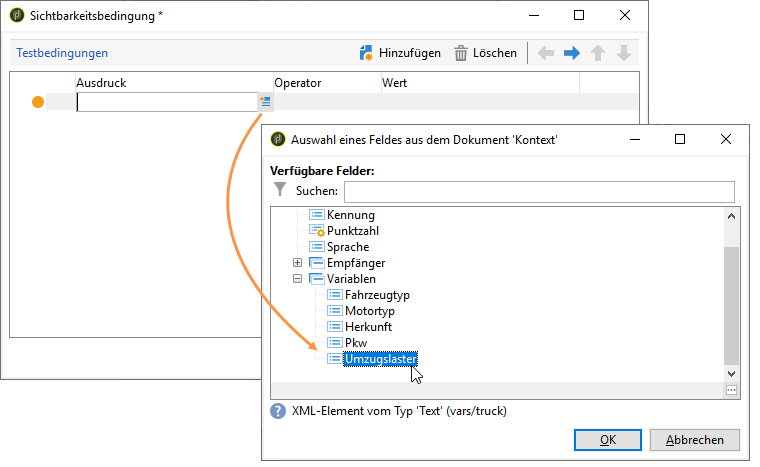 Sichtbarkeitsbedingung *
Testbedingungen Hinzufügen Löschen
Ausdruck Operator Wert
Auswahl eines Feldes aus dem Dokument 'Kontext'
Verfügbare Felder:
Suchen:
Kennung
Punktzahl
Sprache
Empfänger
Variablen
Fahrzeugtyp
Motortyp
Herkunft
Pkw
Umzugslaster
XML-Element vom Typ 'Text' (vars/truck)
OK Abbrechen